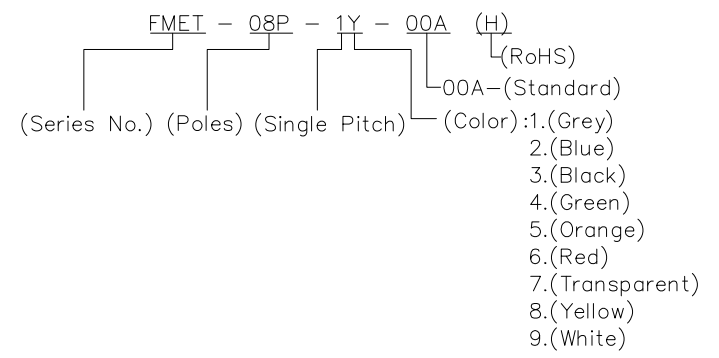 FMET - 08P - 1Y - 00A (H)
(RoHS)
00A-(Standard)
(Series No.) (Poles) (Single Pitch) (Color):1.(Grey)
2.(Blue)
3.(Black)
4.(Green)
5.(Orange)
6.(Red)
7.(Transparent)
8.(Yellow)
9.(White)